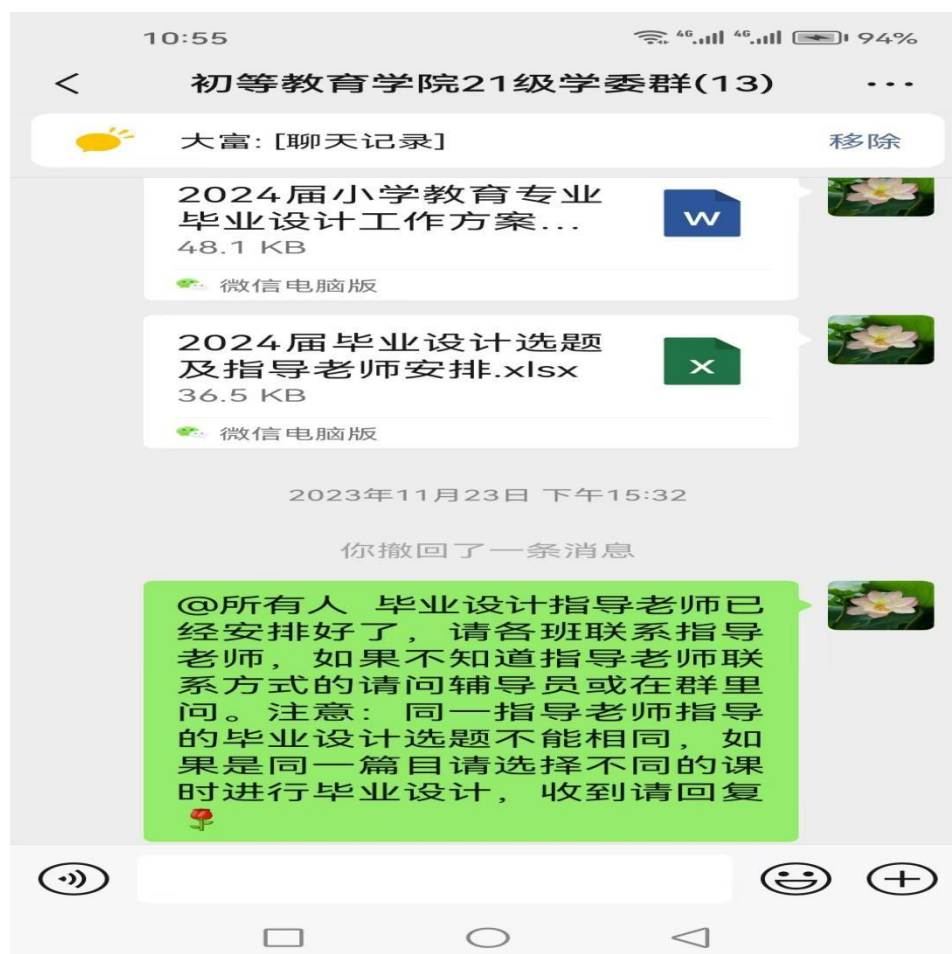 10:55
4G 4G 94%
初等教育学院21级学委群(13)
大富: [聊天记录]
移除
2024届小学教育专业
毕业设计工作方案...
W
48.1 KB
微信电脑版
2024届毕业设计选题
及指导老师安排.xlsx
X
36.5 KB
微信电脑版
2023年11月23日 下午15:32
你撤回了一条消息
@所有人 毕业设计指导老师已
经安排好了，请各班联系指导
老师，如果不知道指导老师联
系方式的请问辅导员或在群里
问。注意：同一指导老师指导
的毕业设计选题不能相同，如
果是同一篇目请选择不同的课
时进行毕业设计，收到请回复